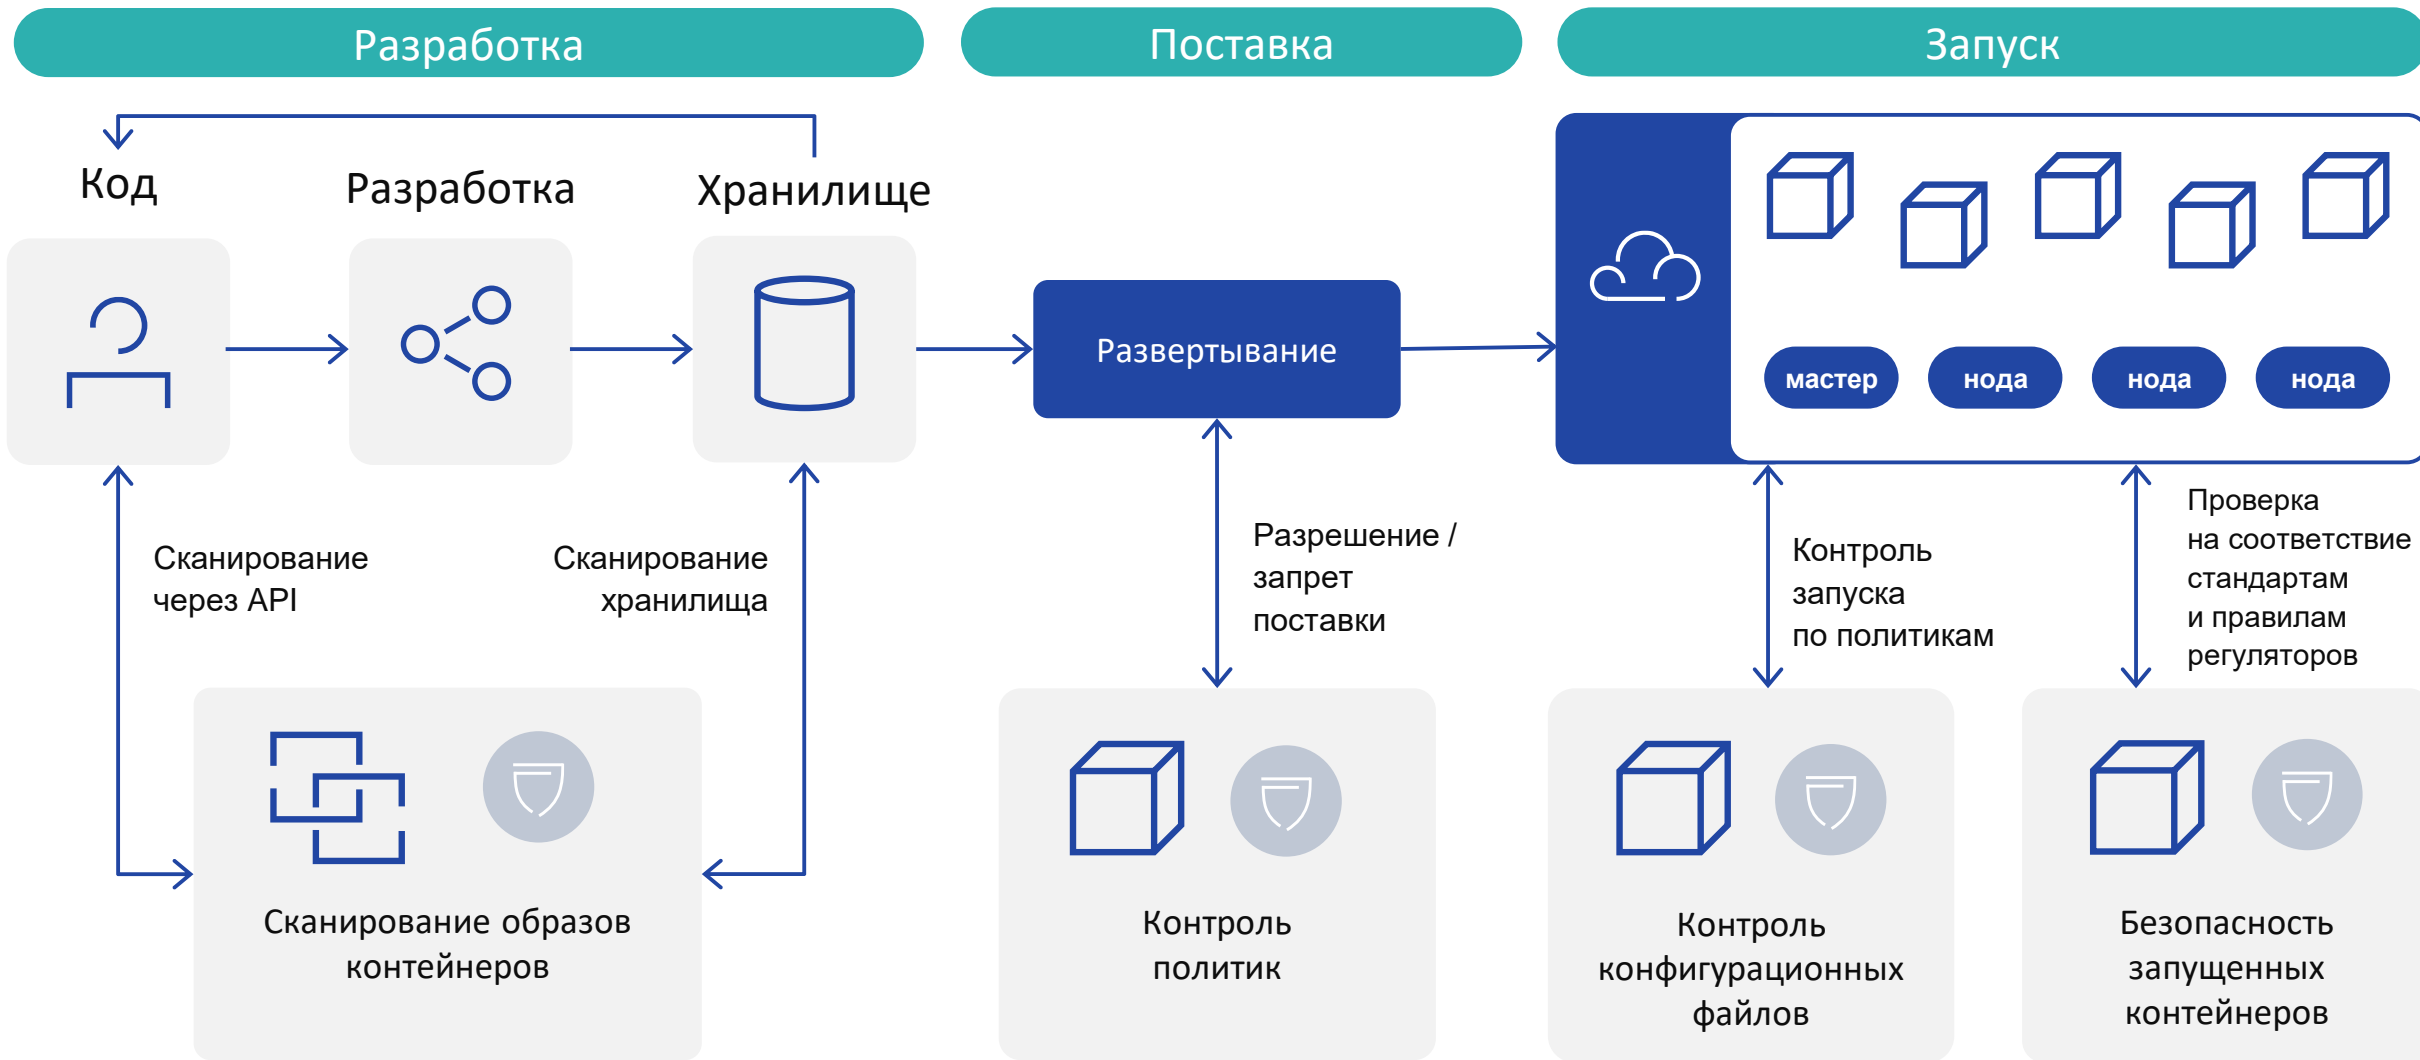 Разработка
Поставка
Запуск
Код
Разработка
Хранилище
Развертывание
мастер
нода
нода
нода
Сканирование
через API
Сканирование
хранилища
Разрешение /
запрет
поставки
Контроль
запуска
по политикам
Проверка
на соответствие
стандартам
и правилам
регуляторов
Сканирование образов
контейнеров
Контроль
политик
Контроль
конфигурационных
файлов
Безопасность
запущенных
контейнеров